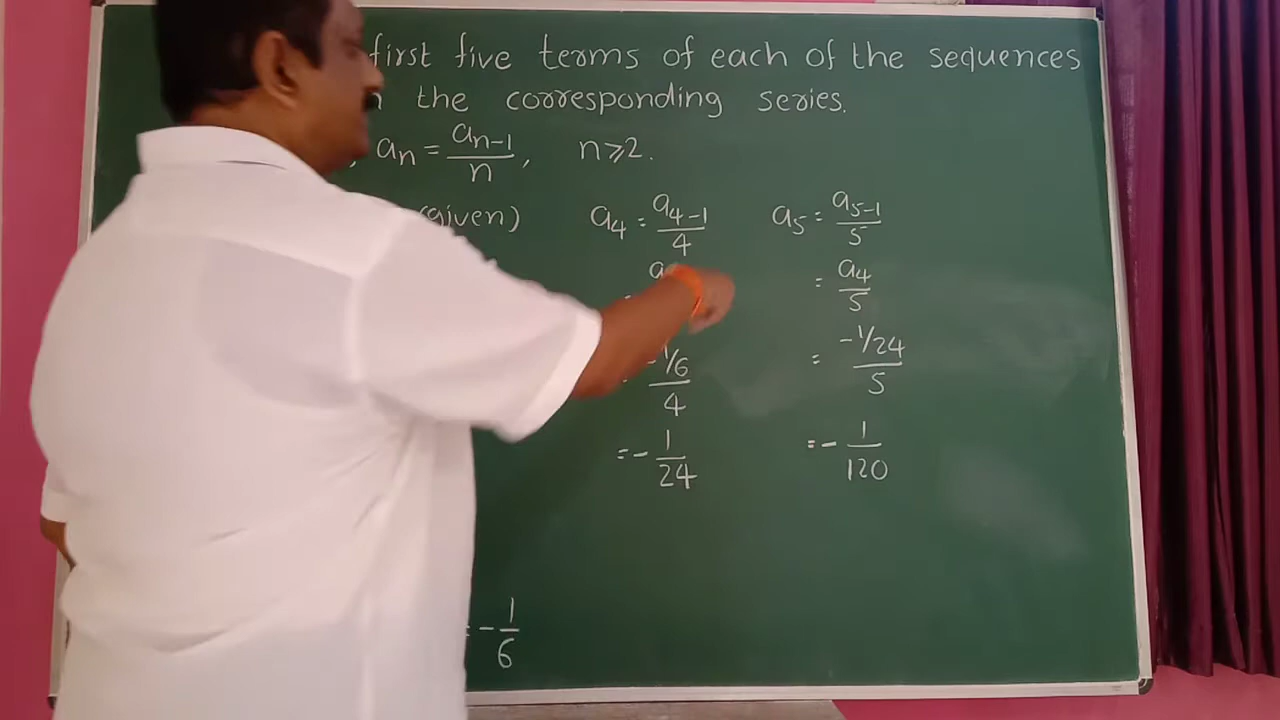 first five terms of each of the sequences
the corresponding series.
aₙ = aₙ₋₁/n , n ⩾ 2.
(given)
a₄ = a₄₋₁/4
= -1/6/4
= - 1/24
a₅ = a₅₋₁/5
= a₄/5
= -1/24/5
= - 1/120
= - 1/6